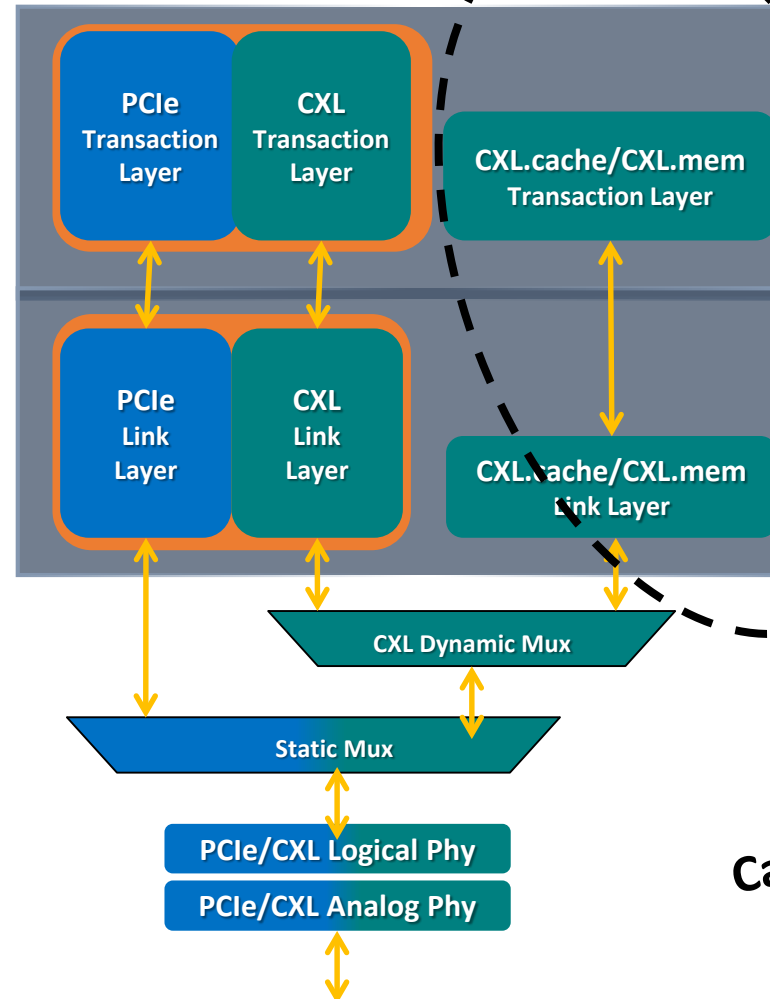 PCIe
Transaction
Layer
CXL
Transaction
Layer
CXL.cache/CXL.mem
Transaction Layer
PCIe
Link
Layer
CXL
Link
Layer
CXL.cache/CXL.mem
Link Layer
CXL Dynamic Mux
Static Mux
PCIe/CXL Logical Phy
PCIe/CXL Analog Phy
Ca